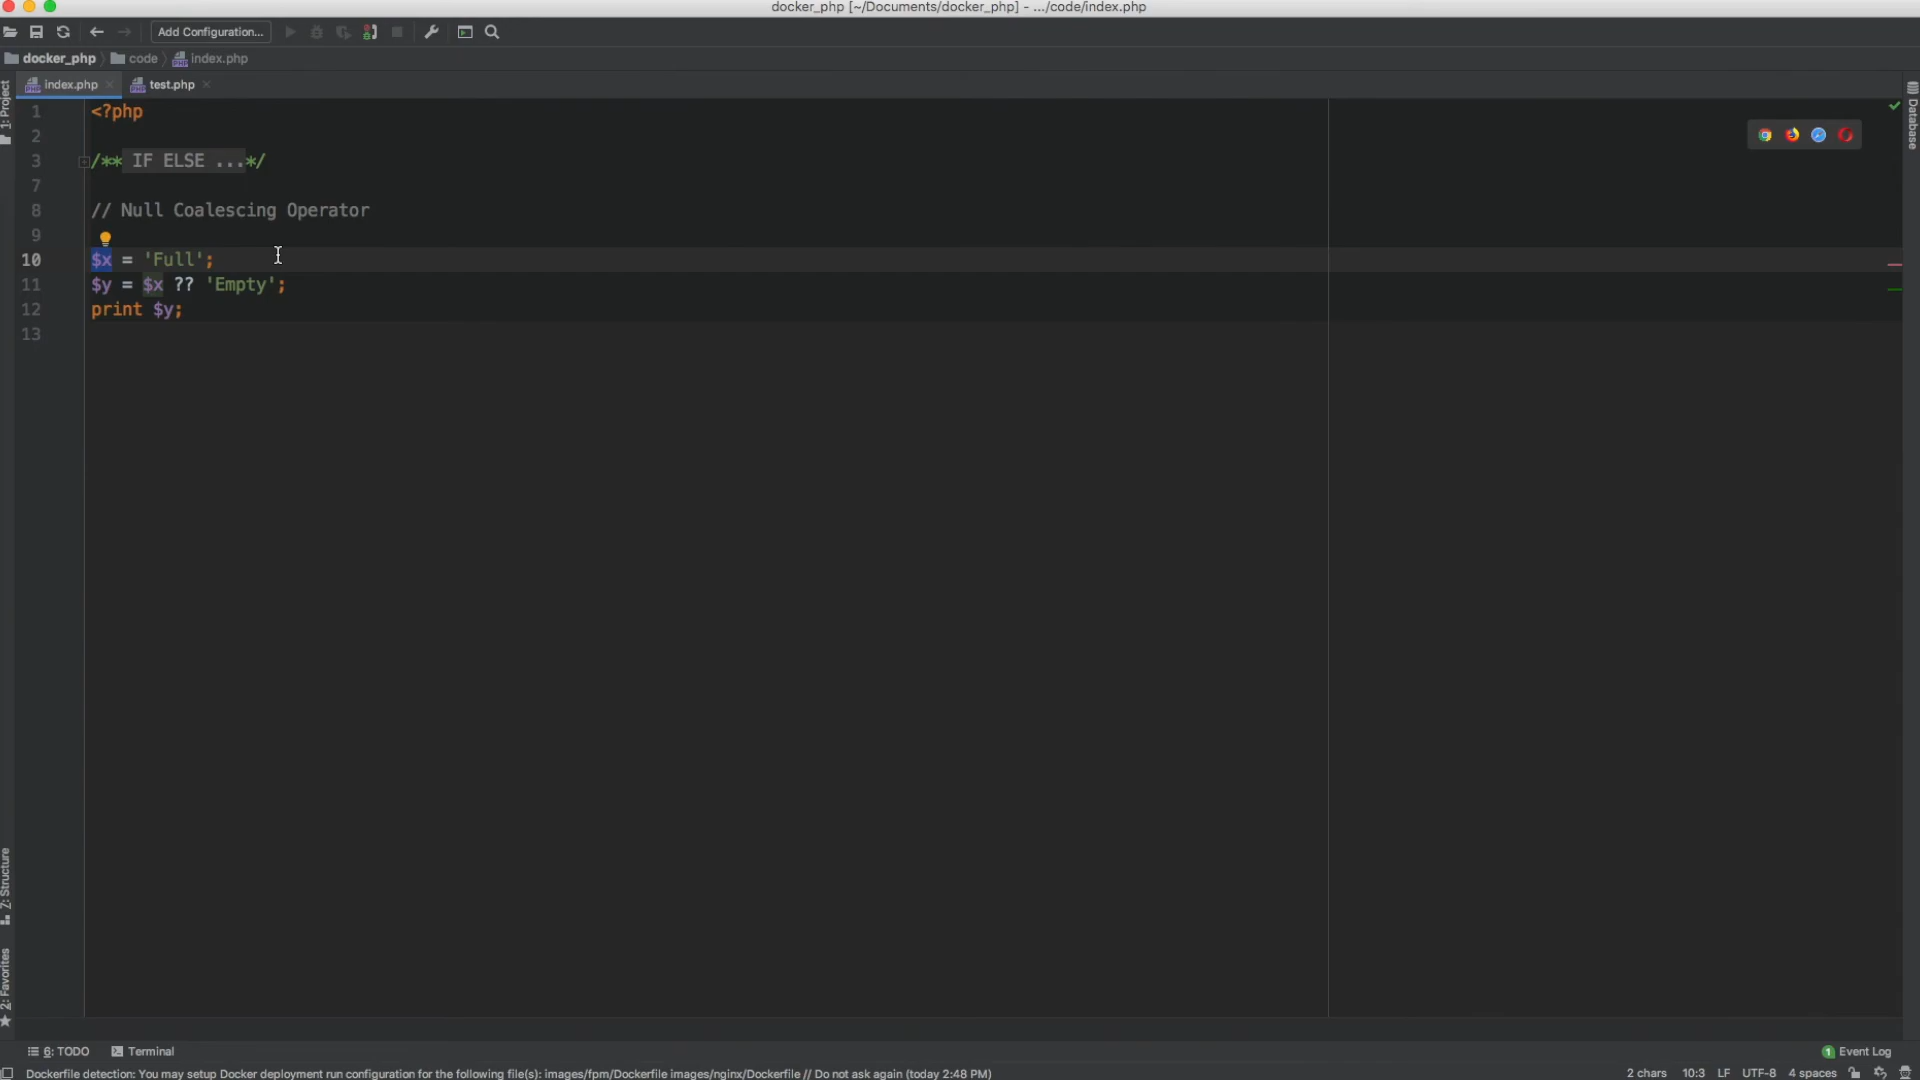 docker_php [~/Documents/docker_php] - .../code/index.php
Add Configuration...
docker_php code index.php
index.php test.php
1: Project
Database
1 <?php
2
3 /** IF ELSE ...*/
7
8 // Null Coalescing Operator
9
10 $x = 'Full';
11 $y = $x ?? 'Empty';
12 print $y;
13
7: Structure
2: Favorites
6: TODO Terminal
1 Event Log
Dockerfile detection: You may setup Docker deployment run configuration for the following file(s): images/fpm/Dockerfile images/nginx/Dockerfile // Do not ask again (today 2:48 PM)
2 chars 10:3 LF UTF-8 4 spaces